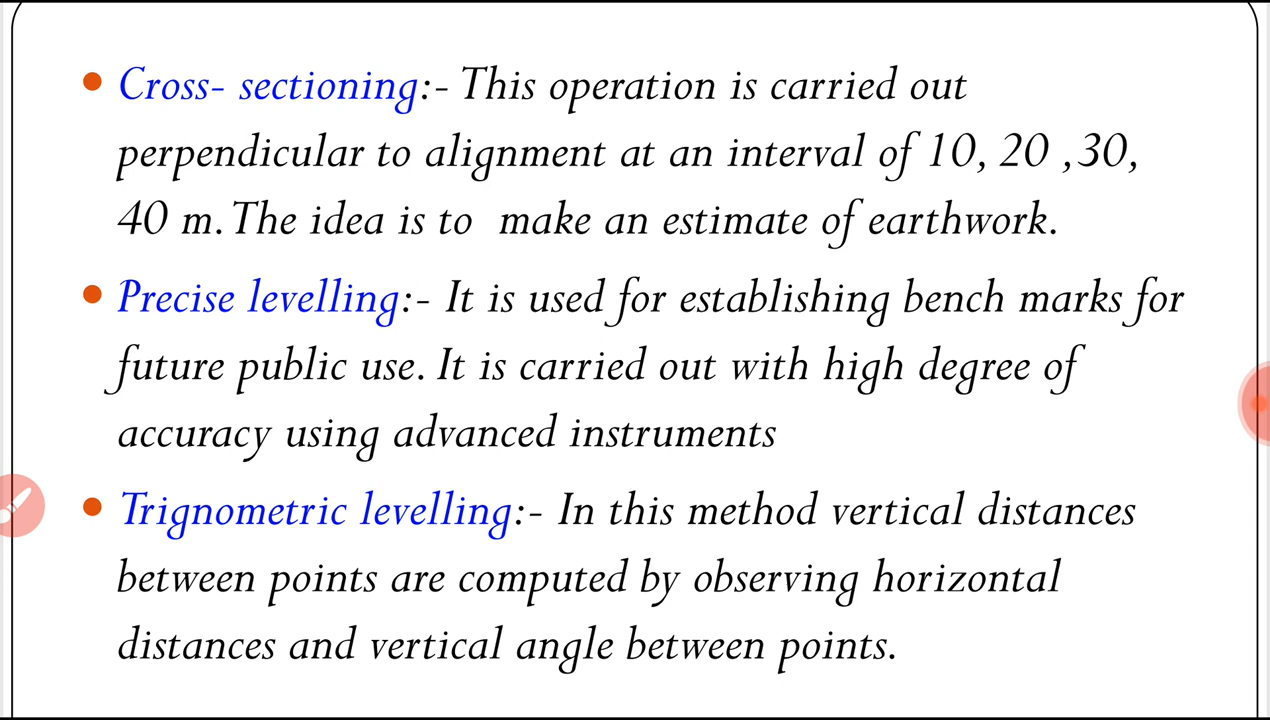 • Cross- sectioning:- This operation is carried out
perpendicular to alignment at an interval of 10, 20 ,30,
40 m. The idea is to make an estimate of earthwork.
• Precise levelling:- It is used for establishing bench marks for
future public use. It is carried out with high degree of
accuracy using advanced instruments
• Trignometric levelling:- In this method vertical distances
between points are computed by observing horizontal
distances and vertical angle between points.